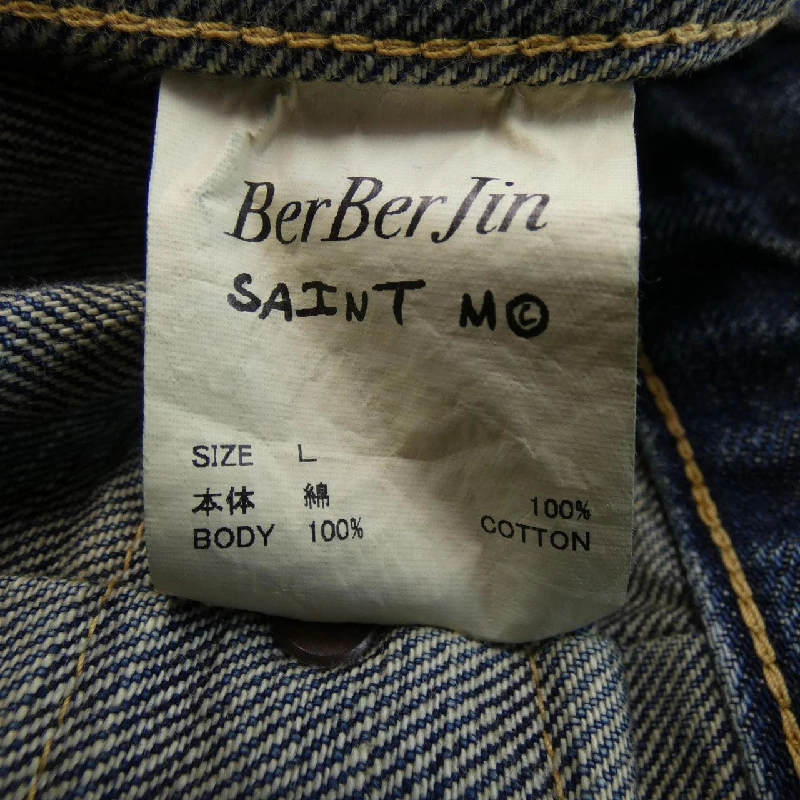 BerBerJin
SAINT M©
SIZE L
本体 綿 100%
BODY 100% COTTON